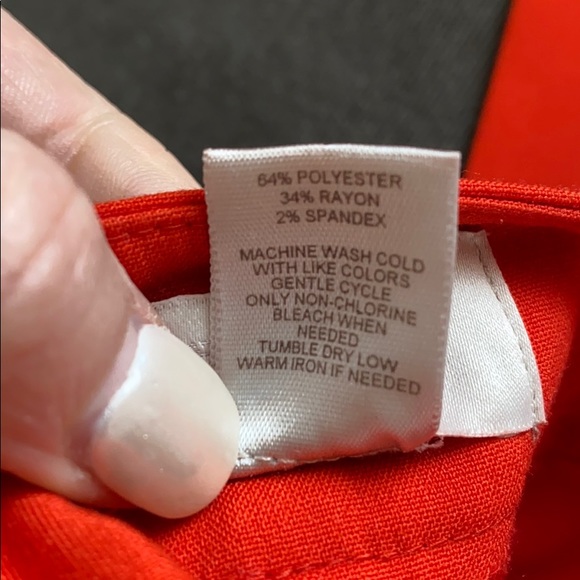 64% POLYESTER
34% RAYON
2% SPANDEX
MACHINE WASH COLD
WITH LIKE COLORS
GENTLE CYCLE
ONLY NON-CHLORINE
BLEACH WHEN
NEEDED
TUMBLE DRY LOW
WARM IRON IF NEEDED